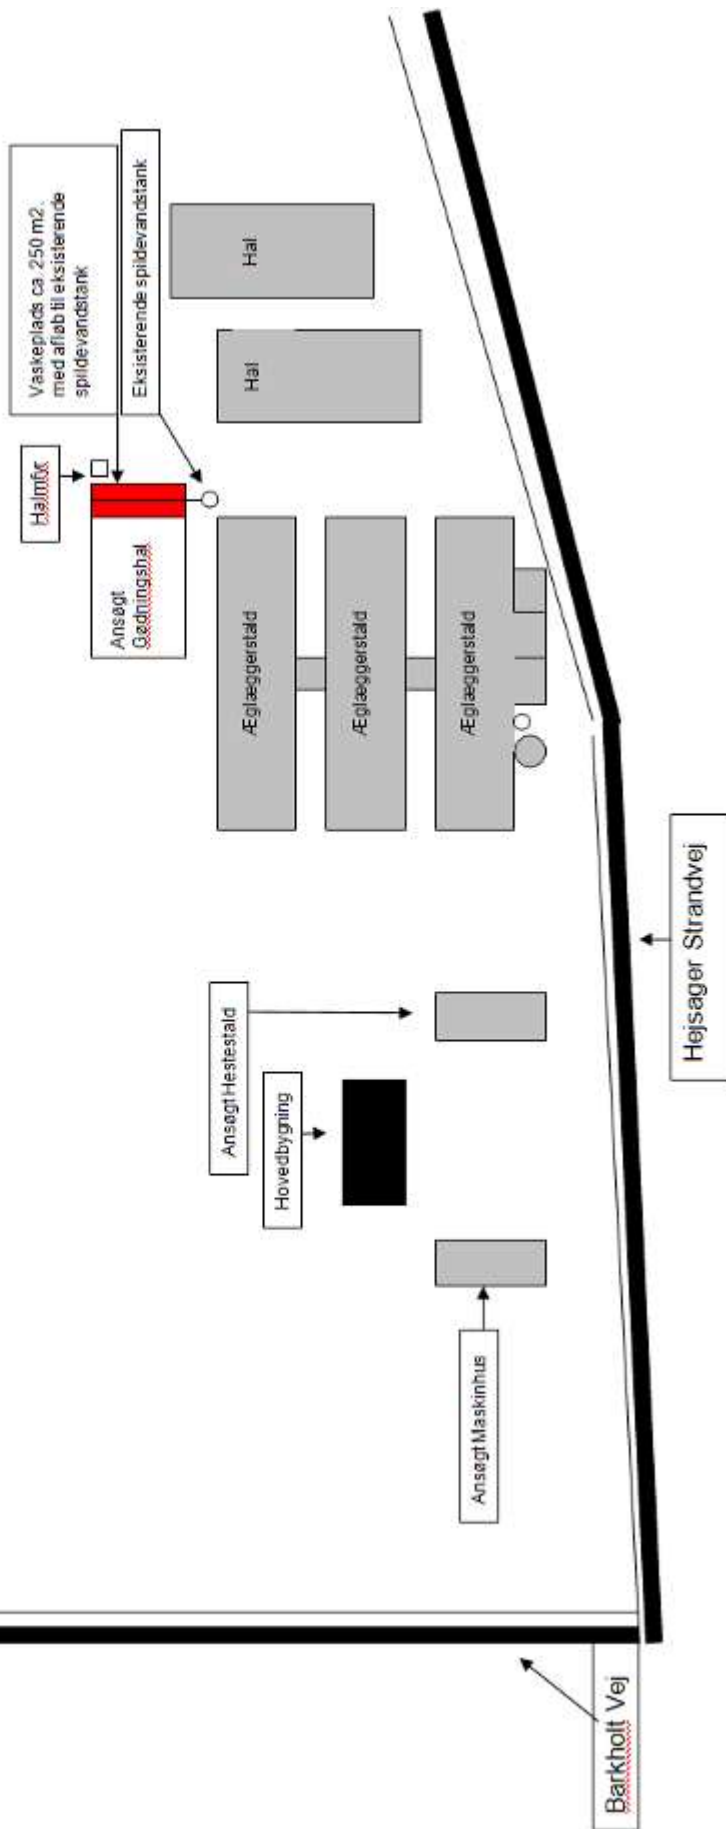 Vaskeplads ca. 250 m2.
med afløb til eksisterende
spildevandstank
Eksisterende spildevandstank
Halmfyr
Ansøgt
Gødningshal
Hal
Hal
Æglæggerstald
Æglæggerstald
Æglæggerstald
Ansøgt Hestestald
Hovedbygning
Ansøgt Maskinhus
Hejsager Strandvej
Barkholt Vej